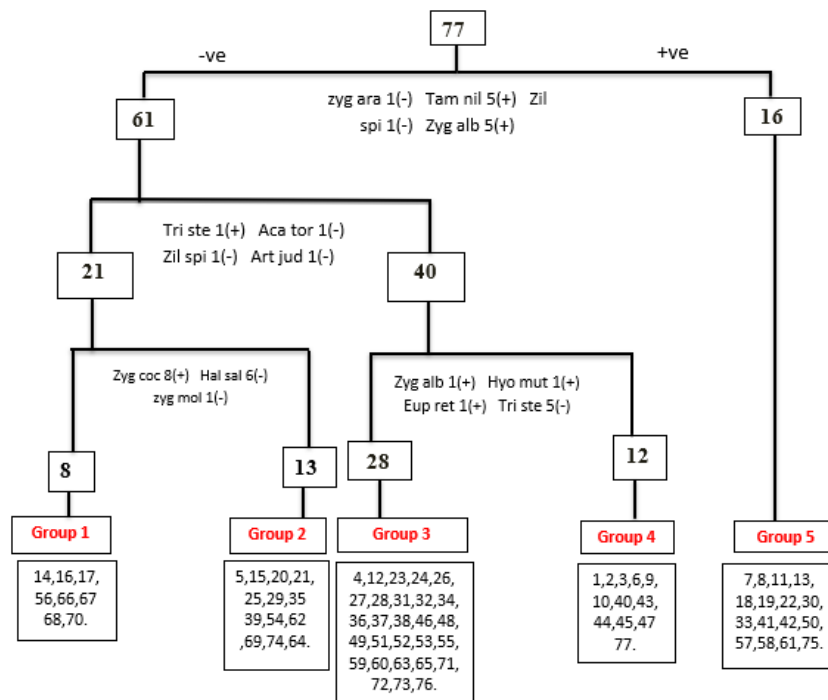 77
-ve
+ve
zyg ara 1(-) Tam nil 5(+) Zil
spi 1(-) Zyg alb 5(+)
61
16
Tri ste 1(+) Aca tor 1(-)
Zil spi 1(-) Art jud 1(-)
21
40
Zyg coc 8(+) Hal sal 6(-)
zyg mol 1(-)
Zyg alb 1(+) Hyo mut 1(+)
Eup ret 1(+) Tri ste 5(-)
8
13
28
12
Group 1
Group 2
Group 3
Group 4
Group 5
14,16,17,
56,66,67
68,70.
5,15,20,21,
25,29,35
39,54,62
,69,74,64.
4,12,23,24,26,
27,28,31,32,34,
36,37,38,46,48,
49,51,52,53,55,
59,60,63,65,71,
72,73,76.
1,2,3,6,9,
10,40,43,
44,45,47
77.
7,8,11,13,
18,19,22,30,
33,41,42,50,
57,58,61,75.